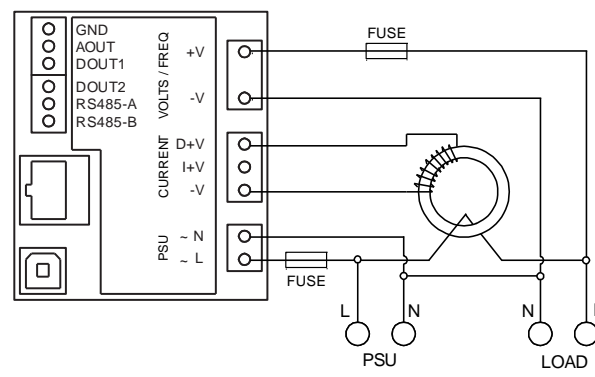 GND
AOUT
DOUT1
DOUT2
RS485-A
RS485-B
VOLTS / FREQ
+V
-V
CURRENT
D+V
I+V
-V
PSU
~ N
~ L
FUSE
FUSE
L
N
PSU
N
LOAD